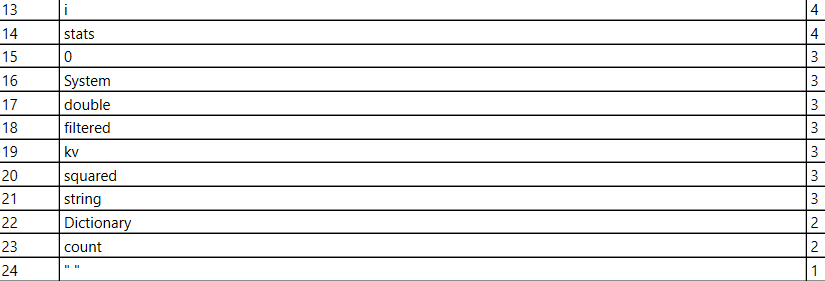 13 i 4
14 stats 4
15 0 3
16 System 3
17 double 3
18 filtered 3
19 kv 3
20 squared 3
21 string 3
22 Dictionary 2
23 count 2
24 " " 1